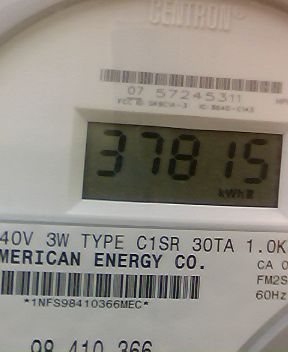 CENTRON®
07 57245311
37815
kWh
40V 3W TYPE C1SR 30TA 1.0K
MERICAN ENERGY CO.
CA 0
FM2S
60Hz
*1NFS98410366MEC*
98 410 366